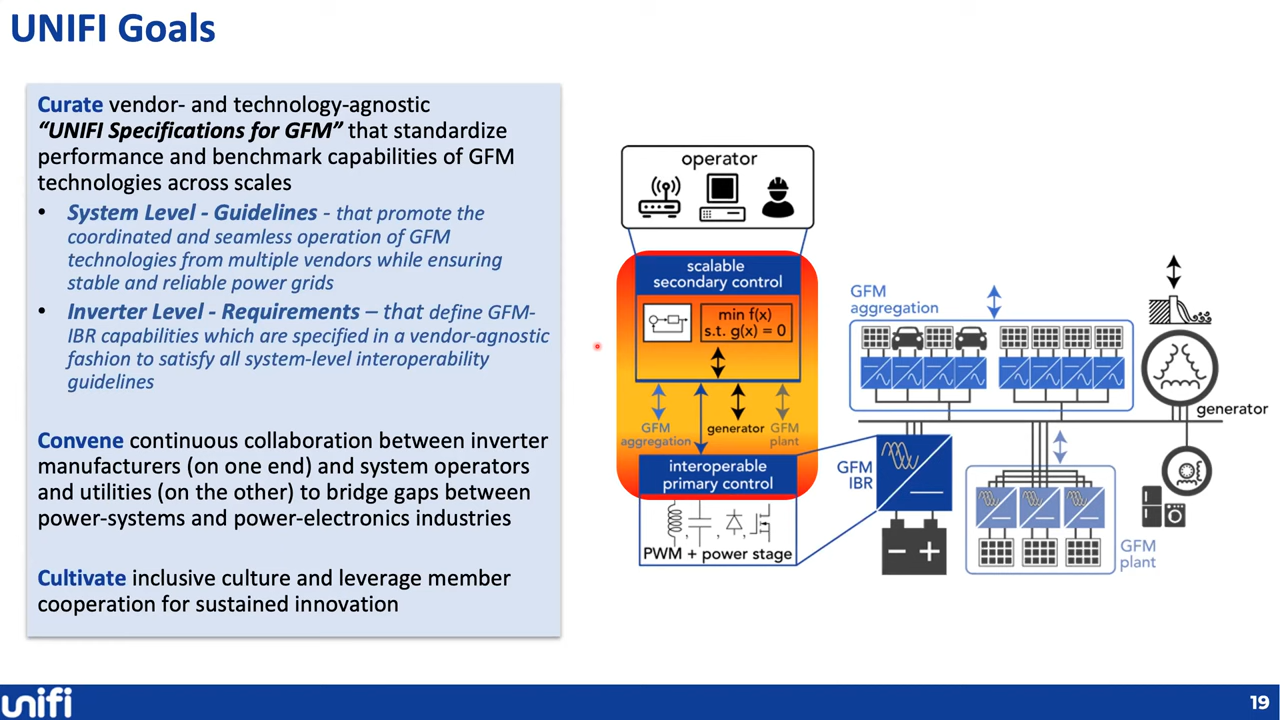 UNIFI Goals
Curate vendor- and technology-agnostic
“UNIFI Specifications for GFM” that standardize
performance and benchmark capabilities of GFM
technologies across scales
• System Level - Guidelines - that promote the
coordinated and seamless operation of GFM
technologies from multiple vendors while ensuring
stable and reliable power grids
• Inverter Level - Requirements – that define GFM-
IBR capabilities which are specified in a vendor-agnostic
fashion to satisfy all system-level interoperability
guidelines
Convene continuous collaboration between inverter
manufacturers (on one end) and system operators
and utilities (on the other) to bridge gaps between
power-systems and power-electronics industries
Cultivate inclusive culture and leverage member
cooperation for sustained innovation
operator
scalable
secondary control
min f(x)
s.t. g(x) = 0
GFM
aggregation
generator
GFM
plant
interoperable
primary control
PWM + power stage
GFM
aggregation
generator
GFM
IBR
GFM
plant
unifi
19